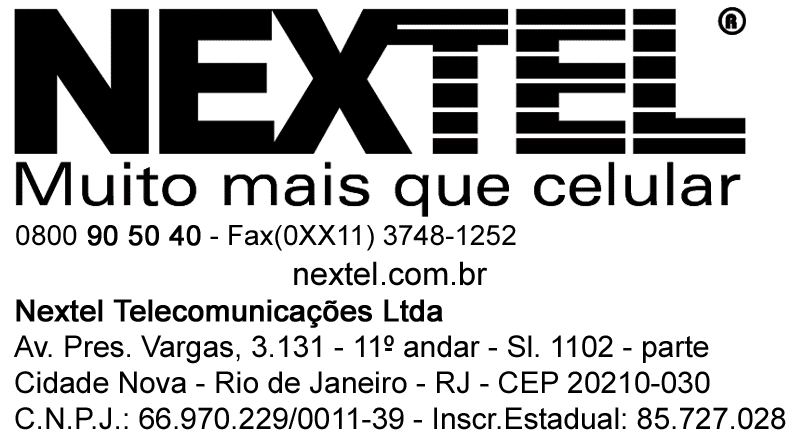 NEXTEL®
Muito mais que celular
0800 90 50 40 - Fax(0XX11) 3748-1252
nextel.com.br
Nextel Telecomunicações Ltda
Av. Pres. Vargas, 3.131 - 11º andar - Sl. 1102 - parte
Cidade Nova - Rio de Janeiro - RJ - CEP 20210-030
C.N.P.J.: 66.970.229/0011-39 - Inscr.Estadual: 85.727.028